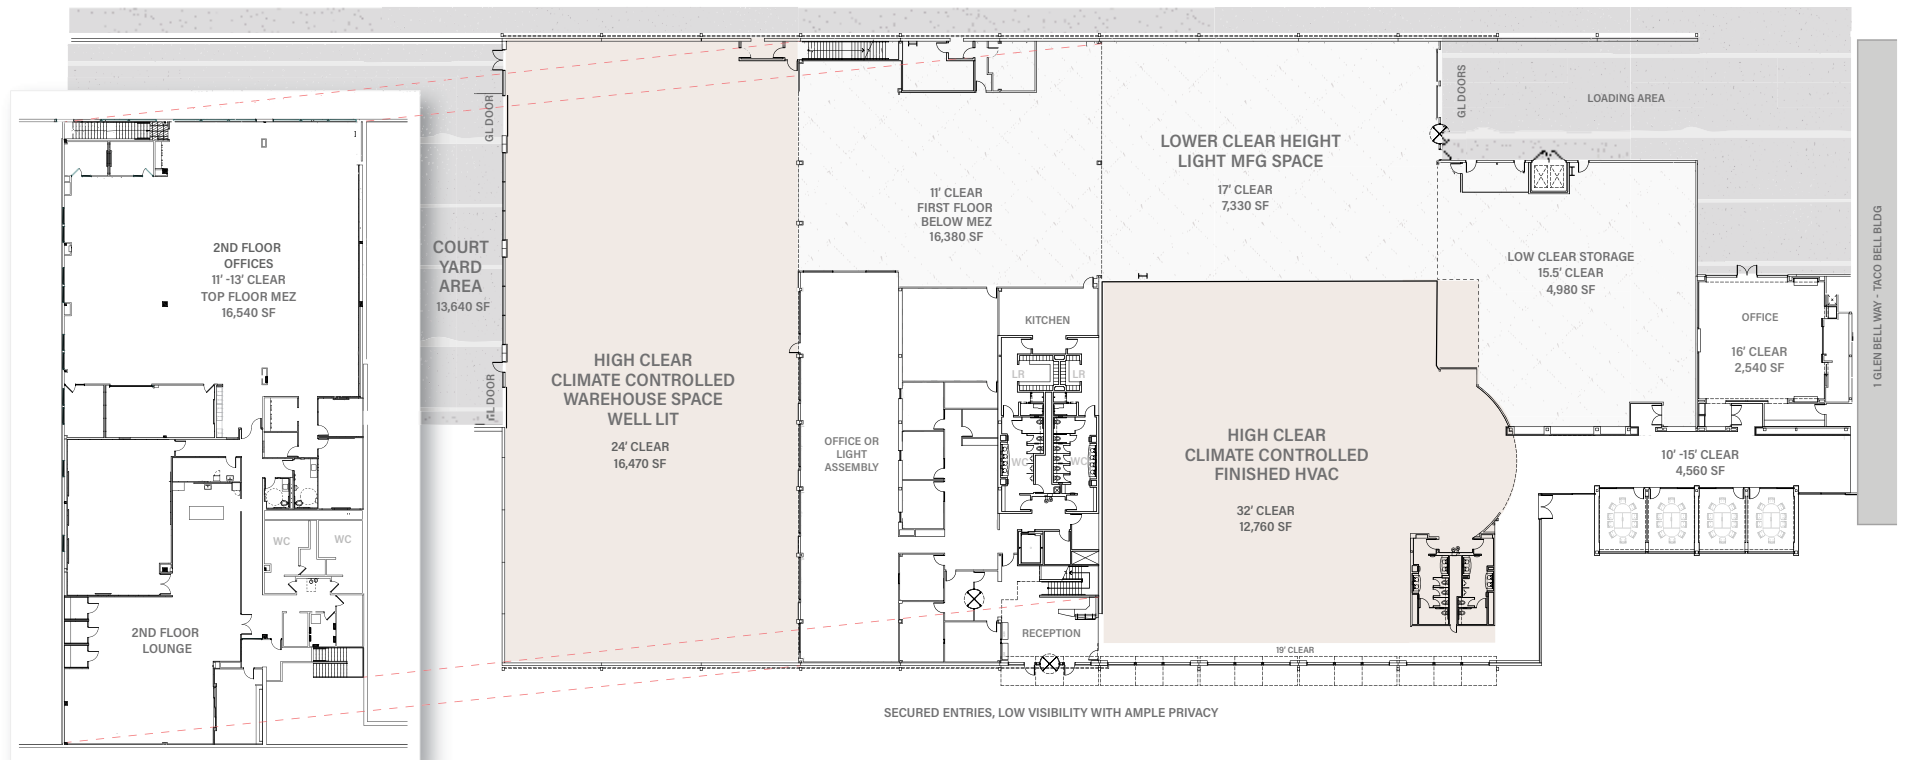 2ND FLOOR
OFFICES
11' -13' CLEAR
TOP FLOOR MEZ
16,540 SF
WC
WC
2ND FLOOR
LOUNGE
GL DOOR
COURT
YARD
AREA
13,640 SF
GL DOOR
HIGH CLEAR
CLIMATE CONTROLLED
WAREHOUSE SPACE
WELL LIT
24' CLEAR
16,470 SF
11' CLEAR
FIRST FLOOR
BELOW MEZ
16,380 SF
OFFICE OR
LIGHT
ASSEMBLY
KITCHEN
LR
LR
WC
WC
RECEPTION
LOWER CLEAR HEIGHT
LIGHT MFG SPACE
17' CLEAR
7,330 SF
HIGH CLEAR
CLIMATE CONTROLLED
FINISHED HVAC
32' CLEAR
12,760 SF
19' CLEAR
GL DOORS
LOADING AREA
LOW CLEAR STORAGE
15.5' CLEAR
4,980 SF
OFFICE
16' CLEAR
2,540 SF
10' -15' CLEAR
4,560 SF
1 GLEN BELL WAY - TACO BELL BLDG
SECURED ENTRIES, LOW VISIBILITY WITH AMPLE PRIVACY